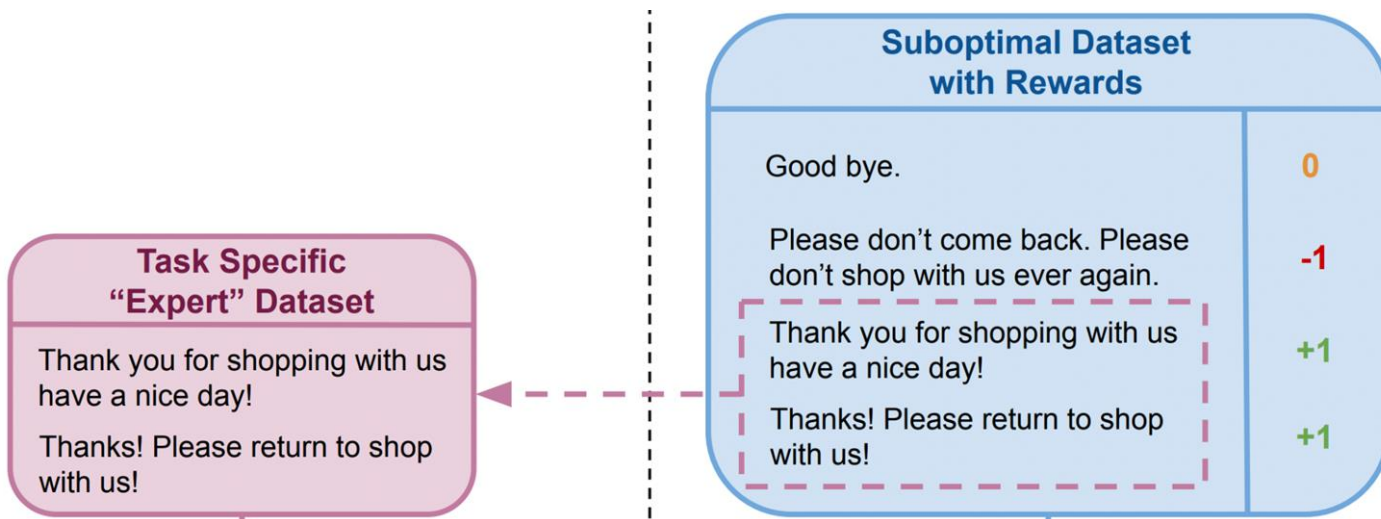 Task Specific
“Expert” Dataset
Thank you for shopping with us
have a nice day!
Thanks! Please return to shop
with us!
Suboptimal Dataset
with Rewards
Good bye.
0
Please don’t come back. Please
don’t shop with us ever again.
-1
Thank you for shopping with us
have a nice day!
+1
Thanks! Please return to shop
with us!
+1